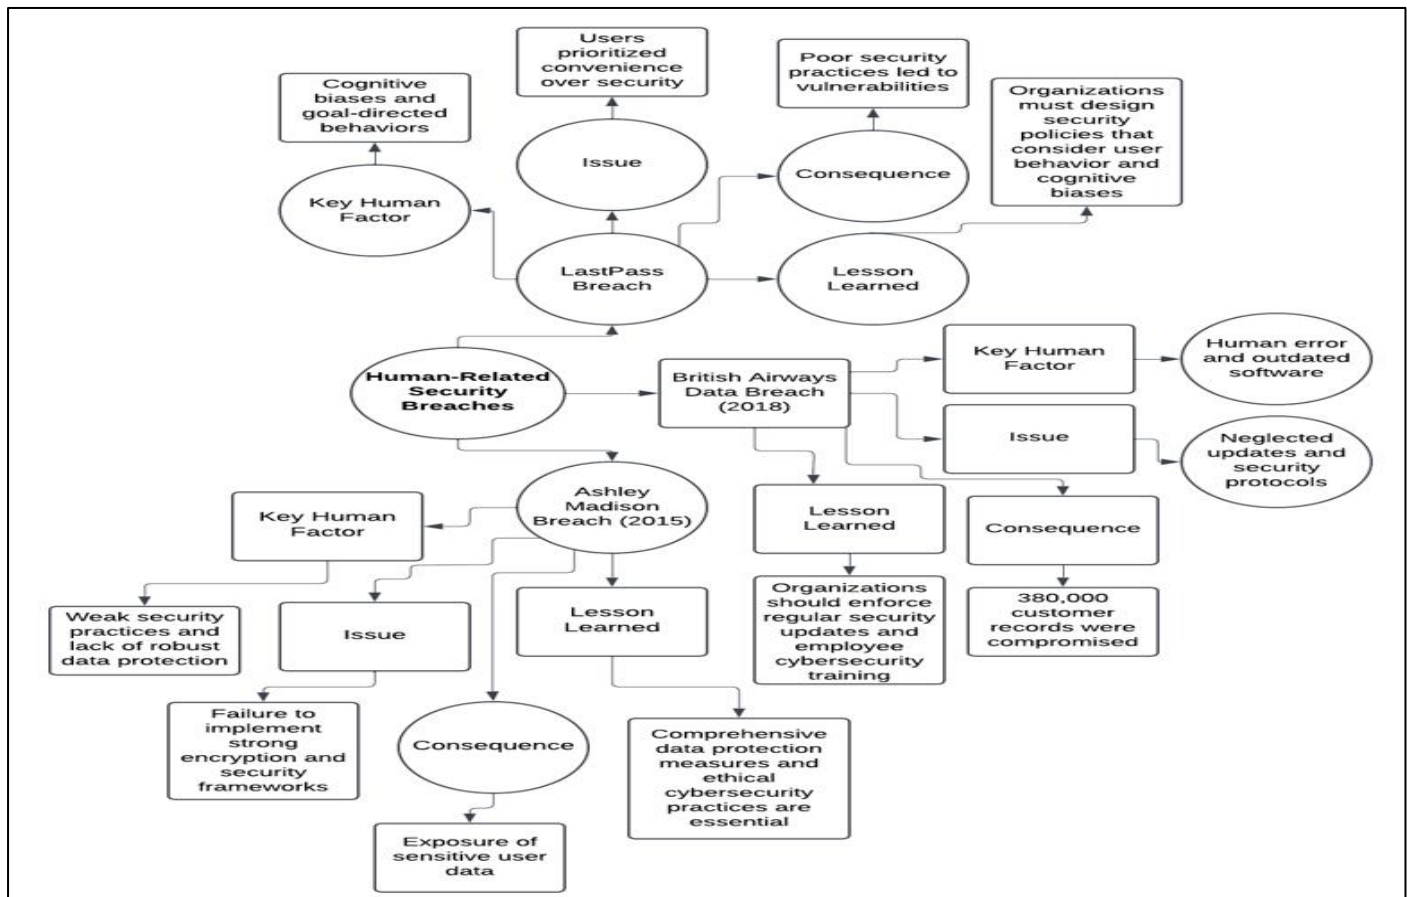 Users
prioritized
convenience
over security
Poor security
practices led to
vulnerabilities
Cognitive
biases and
goal-directed
behaviors
Organizations
must design
security
policies that
consider user
behavior and
cognitive
biases
Issue
Consequence
Key Human
Factor
LastPass
Breach
Lesson
Learned
Human-Related
Security
Breaches
British Airways
Data Breach
(2018)
Key Human
Factor
Human error
and outdated
software
Issue
Neglected
updates and
security
protocols
Ashley
Madison
Breach (2015)
Key Human
Factor
Lesson
Learned
Consequence
Weak security
practices and
lack of robust
data protection
Issue
Lesson
Learned
Organizations
should enforce
regular security
updates and
employee
cybersecurity
training
380,000
customer
records were
compromised
Failure to
implement
strong
encryption and
security
frameworks
Consequence
Comprehensive
data protection
measures and
ethical
cybersecurity
practices are
essential
Exposure of
sensitive user
data